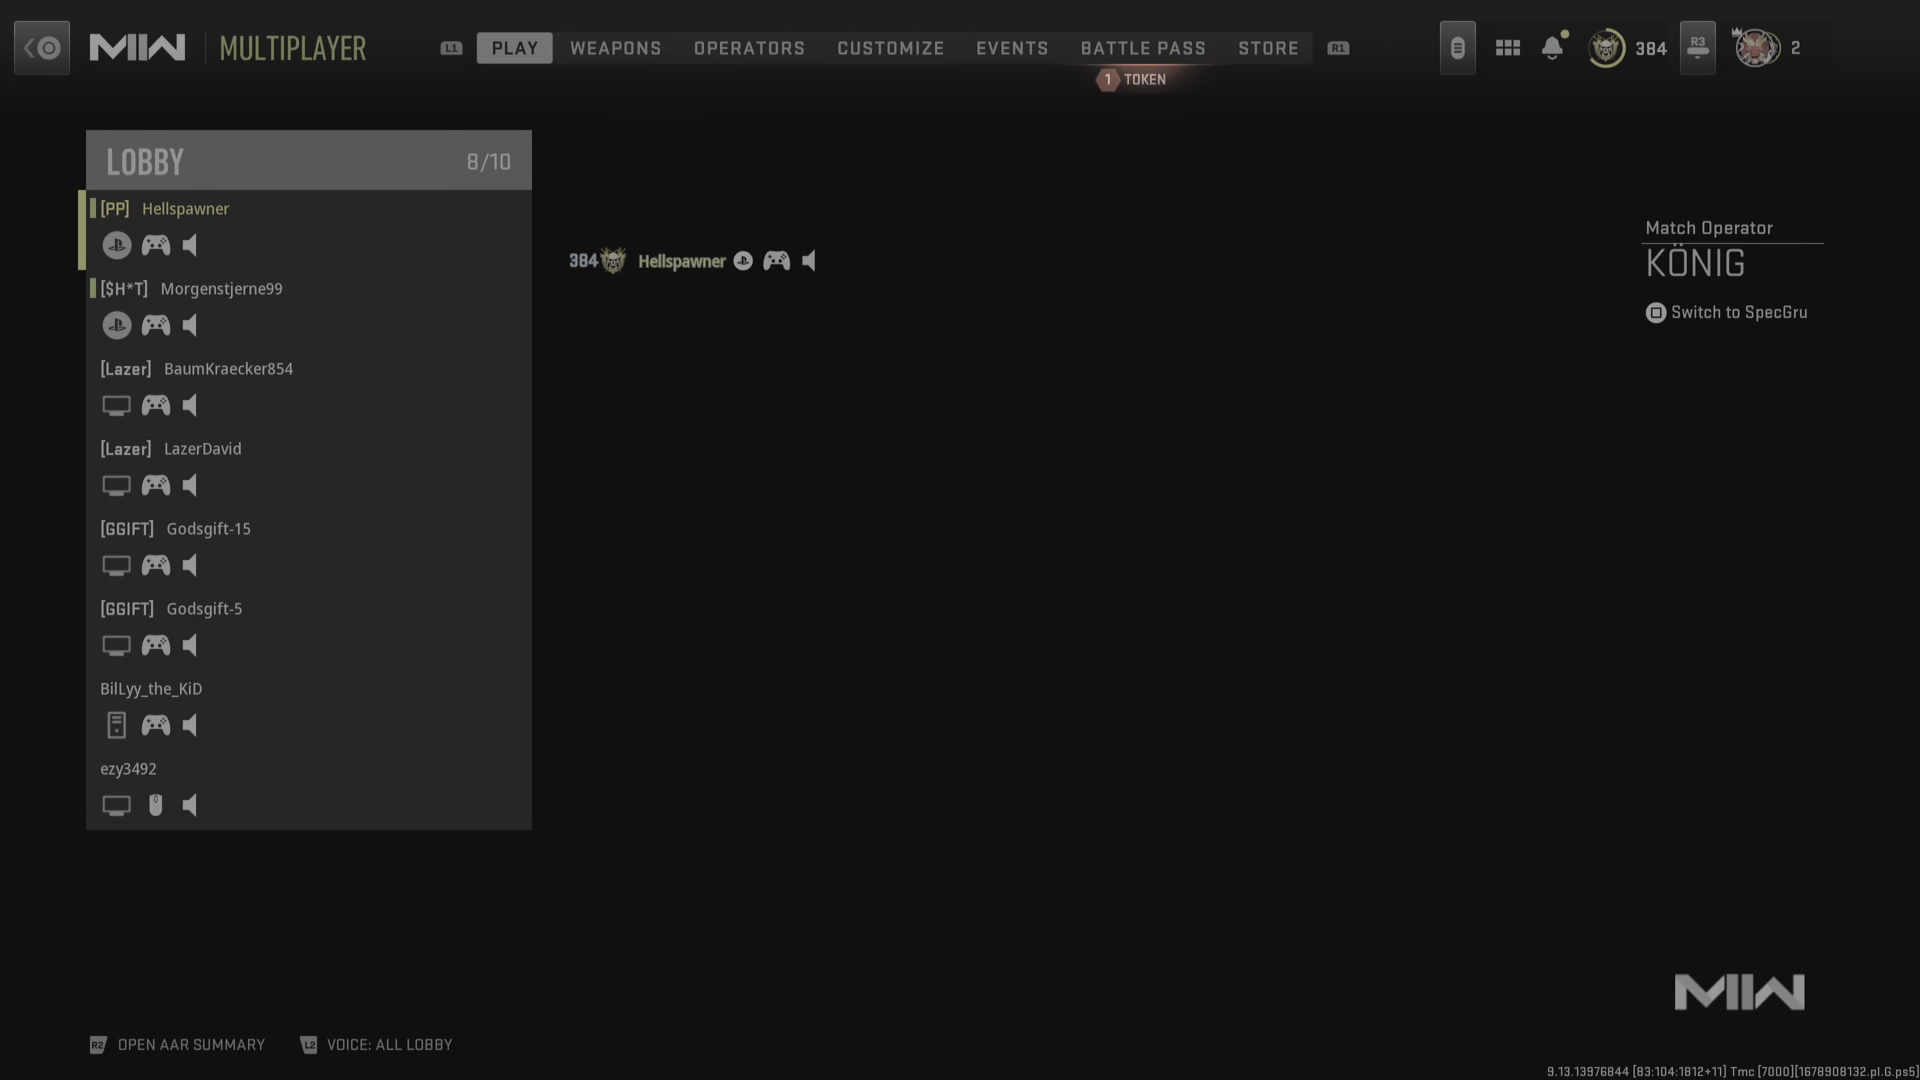 MW MULTIPLAYER
L1 PLAY WEAPONS OPERATORS CUSTOMIZE EVENTS BATTLE PASS STORE R1
384 R3 2
1 TOKEN
LOBBY 8/10
[PP] Hellspawner
[$H*T] Morgenstjerne99
[Lazer] BaumKraecker854
[Lazer] LazerDavid
[GGIFT] Godsgift-15
[GGIFT] Godsgift-5
BilLyy_the_KiD
ezy3492
384 Hellspawner
Match Operator
KÖNIG
Switch to SpecGru
MW
R2 OPEN AAR SUMMARY L2 VOICE: ALL LOBBY
9.13.13976844 [83:104:1812+11] Tmc [7000][1678908132.pl.G.ps5]